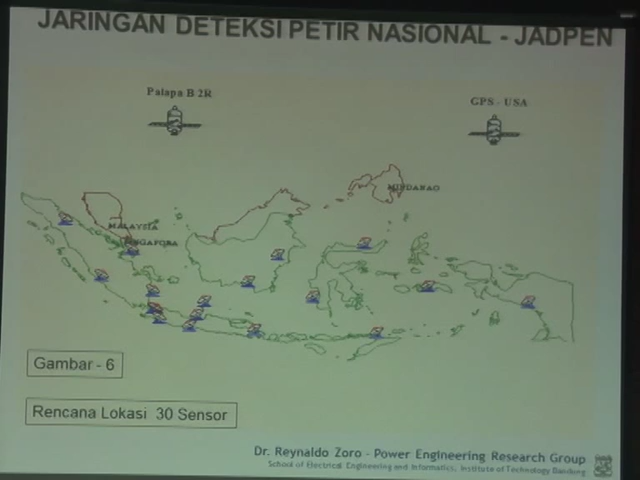 JARINGAN DETEKSI PETIR NASIONAL - JADPEN
Palapa B 2R
GPS - USA
MINDANAO
MALAYSIA
SINGAPORA
Gambar - 6
Rencana Lokasi 30 Sensor
Dr. Reynaldo Zoro - Power Engineering Research Group
School of Electrical Engineering and Informatics, Institute of Technology Bandung